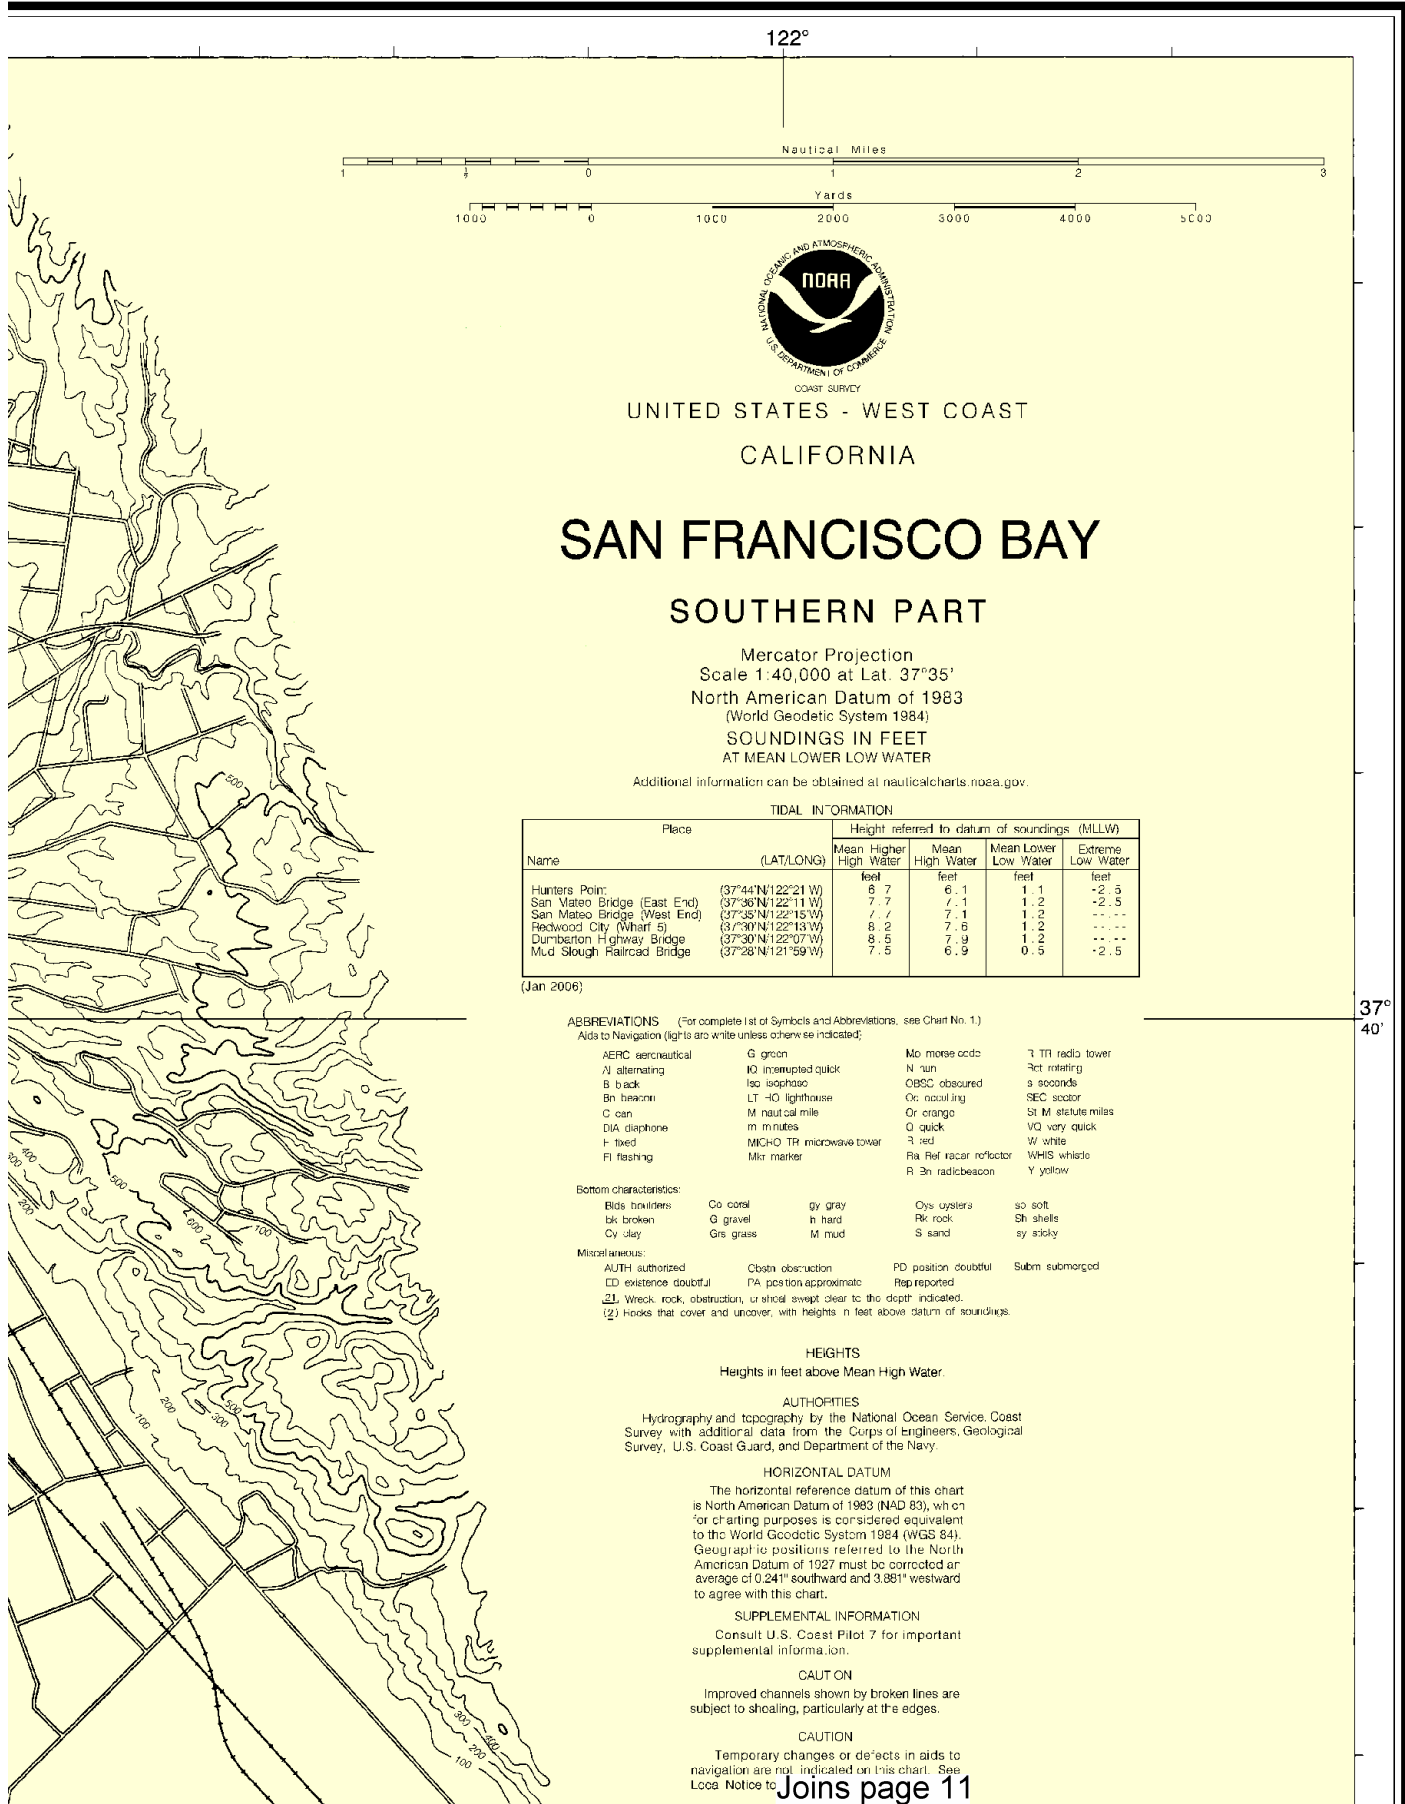 122°
Nautical Miles
1 ½ 0 1 2 3
Yards
1000 0 1000 2000 3000 4000 5000
NATIONAL OCEANIC AND ATMOSPHERIC ADMINISTRATION
NOAA
U.S. DEPARTMENT OF COMMERCE
COAST SURVEY
UNITED STATES - WEST COAST
CALIFORNIA
SAN FRANCISCO BAY
SOUTHERN PART
Mercator Projection
Scale 1:40,000 at Lat. 37°35'
North American Datum of 1983
(World Geodetic System 1984)
SOUNDINGS IN FEET
AT MEAN LOWER LOW WATER
Additional information can be obtained at nauticalcharts.noaa.gov.
TIDAL INFORMATION
Place Height referred to datum of soundings (MLLW)
Name (LAT/LONG) Mean Higher High Water Mean High Water Mean Lower Low Water Extreme Low Water
feet feet feet feet
Hunters Point (37°44'N/122°21'W) 6.7 6.1 1.1 -2.5
San Mateo Bridge (East End) (37°36'N/122°11'W) 7.7 7.1 1.2 -2.5
San Mateo Bridge (West End) (37°35'N/122°15'W) 7.7 7.1 1.2 --.--
Redwood City (Wharf 5) (37°30'N/122°13'W) 8.2 7.6 1.2 --.--
Dumbarton Highway Bridge (37°30'N/122°07'W) 8.5 7.9 1.2 --.--
Mud Slough Railroad Bridge (37°28'N/121°59'W) 7.5 6.9 0.5 -2.5
(Jan 2006)
37°
40'
ABBREVIATIONS (For complete list of Symbols and Abbreviations, see Chart No. 1.)
Aids to Navigation (lights are white unless otherwise indicated):
AERO aeronautical G green Mo morse code R TR radio tower
Al alternating IQ interrupted quick N nun Rot rotating
B black Iso isophase OBSC obscured s seconds
Bn beacon LT HO lighthouse Oc occulting SEC sector
C can M nautical mile Or orange St M statute miles
DIA diaphone m minutes Q quick VQ very quick
F fixed MICRO TR microwave tower R red W white
Fl flashing Mkr marker Ra Ref radar reflector WHIS whistle
R Bn radiobeacon Y yellow
Bottom characteristics:
Blds boulders Co coral gy gray Oys oysters so soft
bk broken G gravel h hard Rk rock Sh shells
Cy clay Grs grass M mud S sand sy sticky
Miscellaneous:
AUTH authorized Obstn obstruction PD position doubtful Subm submerged
ED existence doubtful PA position approximate Rep reported
21, Wreck, rock, obstruction, or shoal swept clear to the depth indicated.
(2) Rocks that cover and uncover, with heights in feet above datum of soundings.
HEIGHTS
Heights in feet above Mean High Water.
AUTHORITIES
Hydrography and topography by the National Ocean Service, Coast
Survey with additional data from the Corps of Engineers, Geological
Survey, U.S. Coast Guard, and Department of the Navy.
HORIZONTAL DATUM
The horizontal reference datum of this chart
is North American Datum of 1983 (NAD 83), which
for charting purposes is considered equivalent
to the World Geodetic System 1984 (WGS 84).
Geographic positions referred to the North
American Datum of 1927 must be corrected an
average of 0.241" southward and 3.881" westward
to agree with this chart.
SUPPLEMENTAL INFORMATION
Consult U.S. Coast Pilot 7 for important
supplemental information.
CAUTION
Improved channels shown by broken lines are
subject to shoaling, particularly at the edges.
CAUTION
Temporary changes or defects in aids to
navigation are not indicated on this chart. See
Local Notice to
Joins page 11
500
400
300
200
500
600
100
500
300
200
100
300
400
200
100